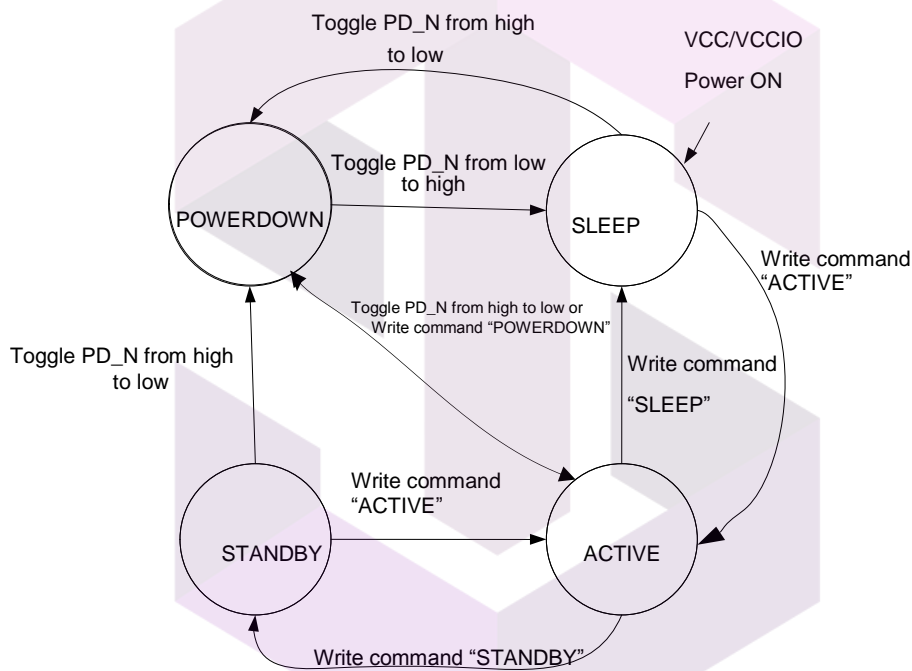 Toggle PD_N from high
to low
VCC/VCCIO
Power ON
Toggle PD_N from low
to high
POWERDOWN
SLEEP
Write command
“ACTIVE”
Toggle PD_N from high to low or
Write command “POWERDOWN”
Toggle PD_N from high
to low
Write command
“SLEEP”
Write command
“ACTIVE”
STANDBY
ACTIVE
Write command “STANDBY”